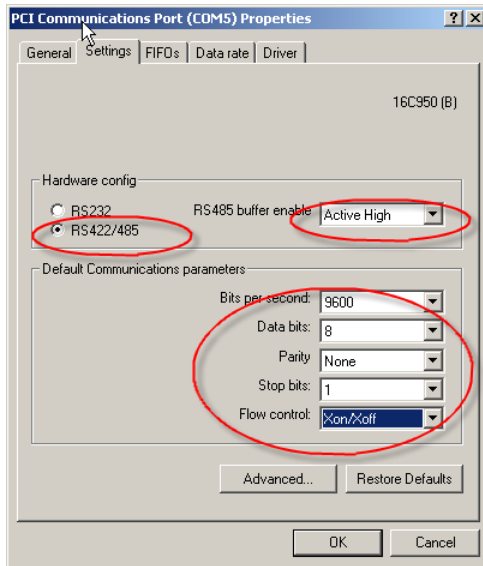 PCI Communications Port (COM5) Properties
General Settings FIFOs Data rate Driver
16C950 (B)
Hardware config
RS232 RS485 buffer enable Active High
RS422/485
Default Communications parameters
Bits per second: 9600
Data bits: 8
Parity None
Stop bits: 1
Flow control: Xon/Xoff
Advanced... Restore Defaults
OK Cancel